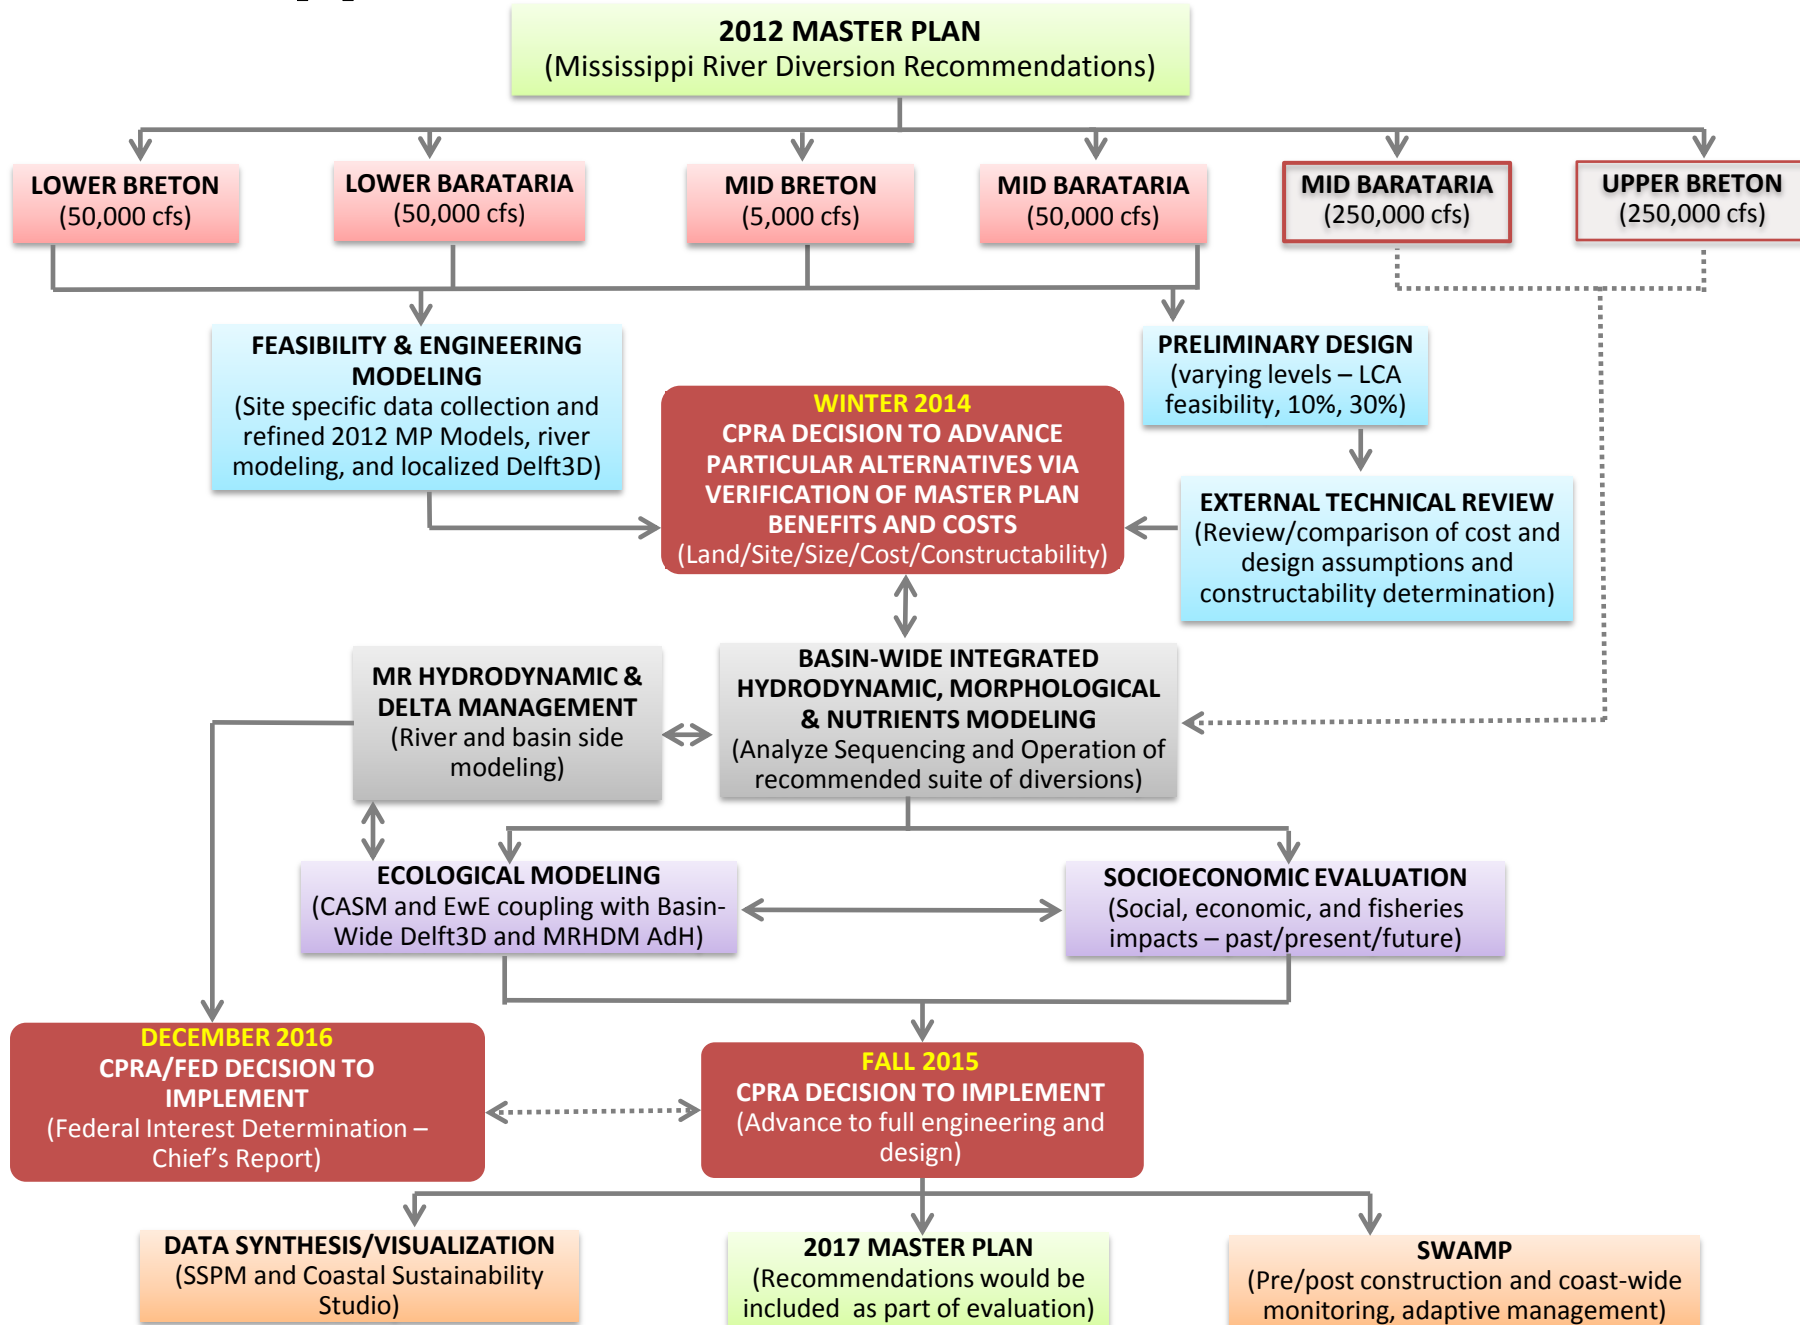 2012 MASTER PLAN
(Mississippi River Diversion Recommendations)
LOWER BRETON
(50,000 cfs)
LOWER BARATARIA
(50,000 cfs)
MID BRETON
(5,000 cfs)
MID BARATARIA
(50,000 cfs)
MID BARATARIA
(250,000 cfs)
UPPER BRETON
(250,000 cfs)
FEASIBILITY & ENGINEERING
MODELING
(Site specific data collection and
refined 2012 MP Models, river
modeling, and localized Delft3D)
PRELIMINARY DESIGN
(varying levels – LCA
feasibility, 10%, 30%)
WINTER 2014
CPRA DECISION TO ADVANCE
PARTICULAR ALTERNATIVES VIA
VERIFICATION OF MASTER PLAN
BENEFITS AND COSTS
(Land/Site/Size/Cost/Constructability)
EXTERNAL TECHNICAL REVIEW
(Review/comparison of cost and
design assumptions and
constructability determination)
MR HYDRODYNAMIC &
DELTA MANAGEMENT
(River and basin side
modeling)
BASIN-WIDE INTEGRATED
HYDRODYNAMIC, MORPHOLOGICAL
& NUTRIENTS MODELING
(Analyze Sequencing and Operation of
recommended suite of diversions)
ECOLOGICAL MODELING
(CASM and EwE coupling with Basin-
Wide Delft3D and MRHDM AdH)
SOCIOECONOMIC EVALUATION
(Social, economic, and fisheries
impacts – past/present/future)
DECEMBER 2016
CPRA/FED DECISION TO
IMPLEMENT
(Federal Interest Determination –
Chief's Report)
FALL 2015
CPRA DECISION TO IMPLEMENT
(Advance to full engineering and
design)
DATA SYNTHESIS/VISUALIZATION
(SSPM and Coastal Sustainability
Studio)
2017 MASTER PLAN
(Recommendations would be
included as part of evaluation)
SWAMP
(Pre/post construction and coast-wide
monitoring, adaptive management)